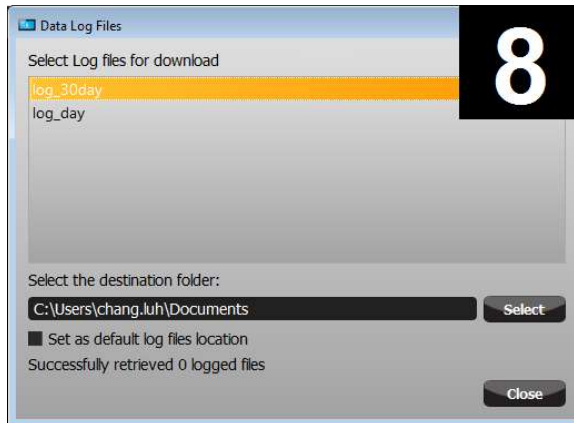 Data Log Files
8
Select Log files for download
log_30day
log_day
Select the destination folder:
C:\Users\chang.luh\Documents
Select
Set as default log files location
Successfully retrieved 0 logged files
Close